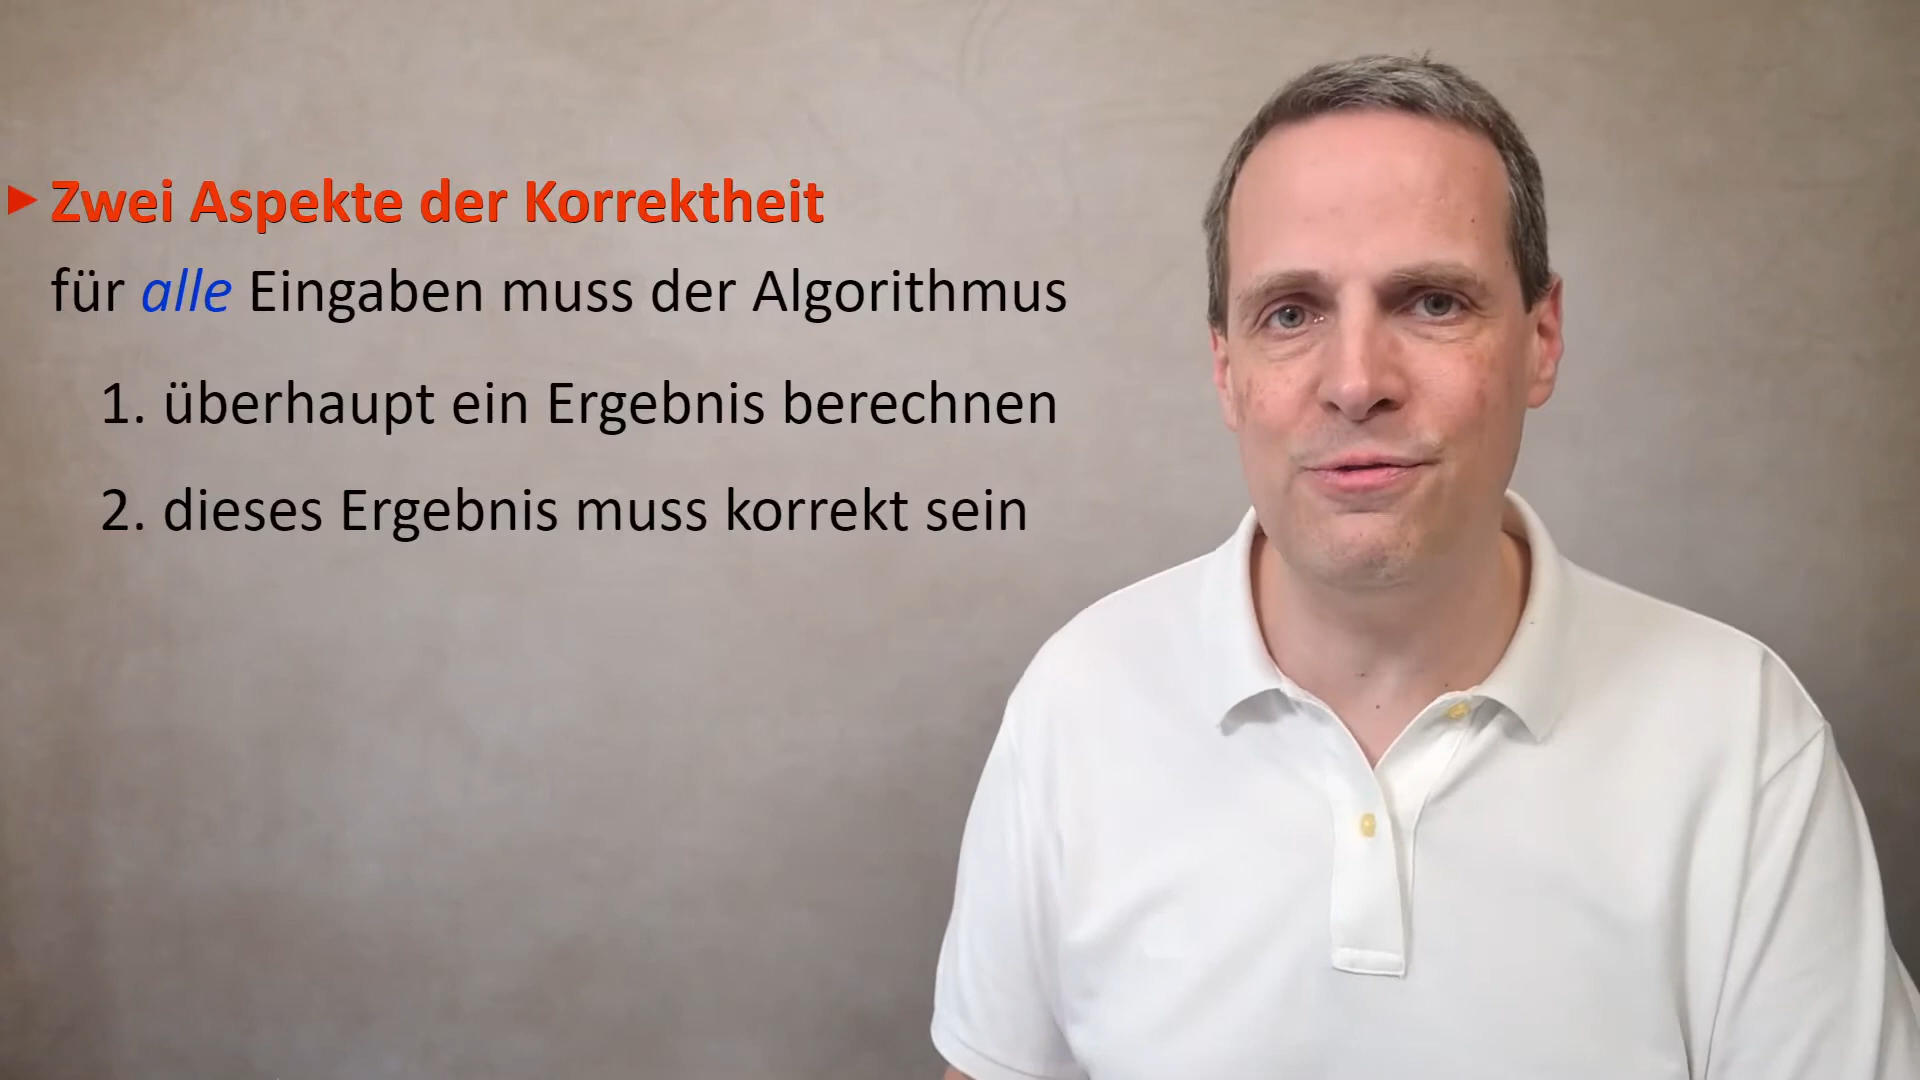 ▶ Zwei Aspekte der Korrektheit
für alle Eingaben muss der Algorithmus
1. überhaupt ein Ergebnis berechnen
2. dieses Ergebnis muss korrekt sein